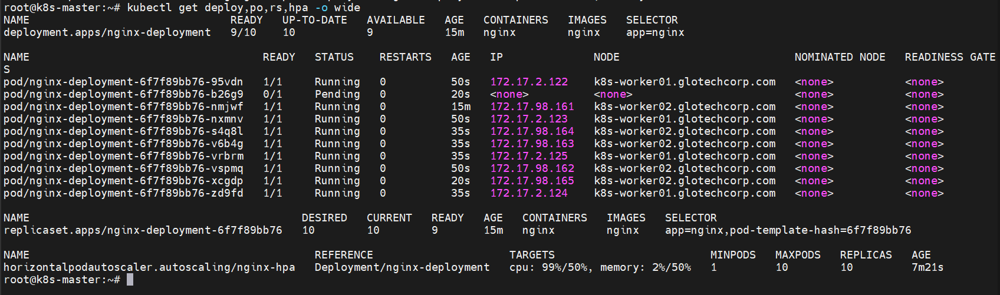 root@k8s-master:~# kubectl get deploy,po,rs,hpa -o wide
NAME                               READY   UP-TO-DATE   AVAILABLE   AGE   CONTAINERS   IMAGES   SELECTOR
deployment.apps/nginx-deployment   9/10    10           9           15m   nginx        nginx    app=nginx
NAME                                    READY   STATUS    RESTARTS   AGE   IP              NODE                           NOMINATED NODE   READINESS GATE
S
pod/nginx-deployment-6f7f89bb76-95vdn   1/1     Running   0          50s   172.17.2.122    k8s-worker01.glotechcorp.com   <none>           <none>
pod/nginx-deployment-6f7f89bb76-b26g9   0/1     Pending   0          20s   <none>          <none>                         <none>           <none>
pod/nginx-deployment-6f7f89bb76-nmjwf   1/1     Running   0          15m   172.17.98.161   k8s-worker02.glotechcorp.com   <none>           <none>
pod/nginx-deployment-6f7f89bb76-nxmnv   1/1     Running   0          50s   172.17.2.123    k8s-worker01.glotechcorp.com   <none>           <none>
pod/nginx-deployment-6f7f89bb76-s4q8l   1/1     Running   0          35s   172.17.98.164   k8s-worker02.glotechcorp.com   <none>           <none>
pod/nginx-deployment-6f7f89bb76-v6b4g   1/1     Running   0          35s   172.17.98.163   k8s-worker02.glotechcorp.com   <none>           <none>
pod/nginx-deployment-6f7f89bb76-vrbrm   1/1     Running   0          35s   172.17.2.125    k8s-worker01.glotechcorp.com   <none>           <none>
pod/nginx-deployment-6f7f89bb76-vspmq   1/1     Running   0          50s   172.17.98.162   k8s-worker02.glotechcorp.com   <none>           <none>
pod/nginx-deployment-6f7f89bb76-xcgdp   1/1     Running   0          20s   172.17.98.165   k8s-worker02.glotechcorp.com   <none>           <none>
pod/nginx-deployment-6f7f89bb76-zd9fd   1/1     Running   0          35s   172.17.2.124    k8s-worker01.glotechcorp.com   <none>           <none>
NAME                                          DESIRED   CURRENT   READY   AGE   CONTAINERS   IMAGES   SELECTOR
replicaset.apps/nginx-deployment-6f7f89bb76   10        10        9       15m   nginx        nginx    app=nginx,pod-template-hash=6f7f89bb76
NAME                                            REFERENCE                     TARGETS                        MINPODS   MAXPODS   REPLICAS   AGE
horizontalpodautoscaler.autoscaling/nginx-hpa   Deployment/nginx-deployment   cpu: 99%/50%, memory: 2%/50%   1         10        10         7m21s
root@k8s-master:~#